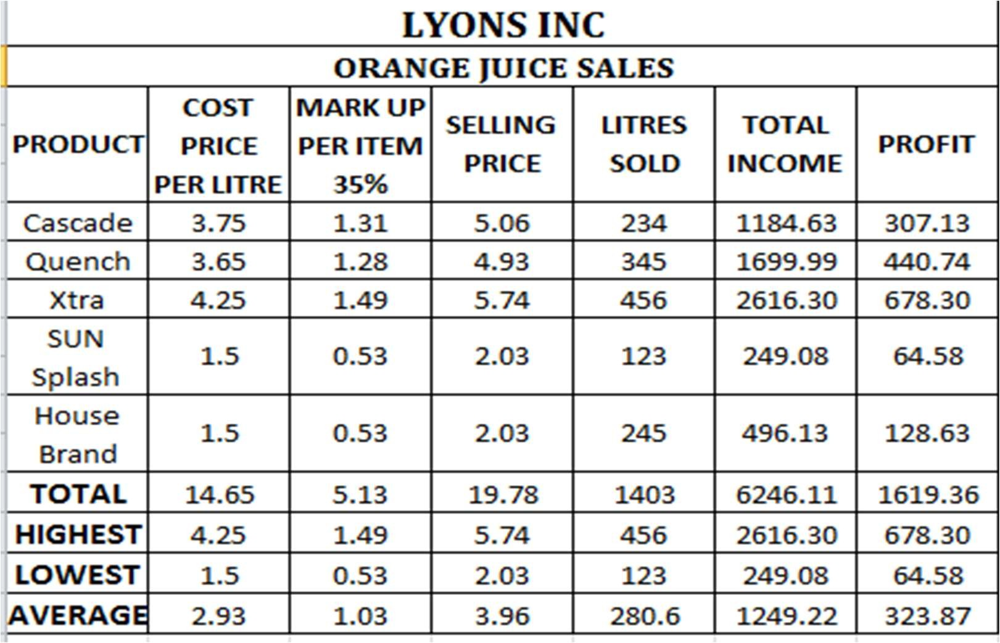 LYONS INC
ORANGE JUICE SALES
PRODUCT COST PRICE PER LITRE MARK UP PER ITEM 35% SELLING PRICE LITRES SOLD TOTAL INCOME PROFIT
Cascade 3.75 1.31 5.06 234 1184.63 307.13
Quench 3.65 1.28 4.93 345 1699.99 440.74
Xtra 4.25 1.49 5.74 456 2616.30 678.30
SUN Splash 1.5 0.53 2.03 123 249.08 64.58
House Brand 1.5 0.53 2.03 245 496.13 128.63
TOTAL 14.65 5.13 19.78 1403 6246.11 1619.36
HIGHEST 4.25 1.49 5.74 456 2616.30 678.30
LOWEST 1.5 0.53 2.03 123 249.08 64.58
AVERAGE 2.93 1.03 3.96 280.6 1249.22 323.87